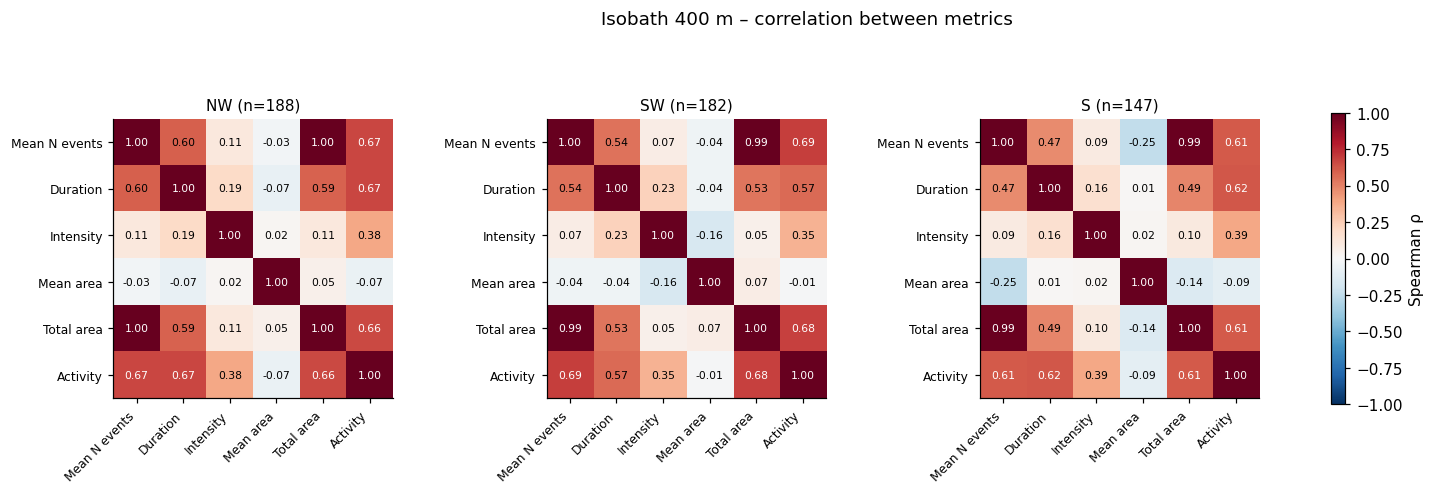 Isobath 400 m – correlation between metrics
NW (n=188)
Mean N events 1.00 0.60 0.11 -0.03 1.00 0.67
Duration 0.60 1.00 0.19 -0.07 0.59 0.67
Intensity 0.11 0.19 1.00 0.02 0.11 0.38
Mean area -0.03 -0.07 0.02 1.00 0.05 -0.07
Total area 1.00 0.59 0.11 0.05 1.00 0.66
Activity 0.67 0.67 0.38 -0.07 0.66 1.00
Mean N events Duration Intensity Mean area Total area Activity
SW (n=182)
Mean N events 1.00 0.54 0.07 -0.04 0.99 0.69
Duration 0.54 1.00 0.23 -0.04 0.53 0.57
Intensity 0.07 0.23 1.00 -0.16 0.05 0.35
Mean area -0.04 -0.04 -0.16 1.00 0.07 -0.01
Total area 0.99 0.53 0.05 0.07 1.00 0.68
Activity 0.69 0.57 0.35 -0.01 0.68 1.00
Mean N events Duration Intensity Mean area Total area Activity
S (n=147)
Mean N events 1.00 0.47 0.09 -0.25 0.99 0.61
Duration 0.47 1.00 0.16 0.01 0.49 0.62
Intensity 0.09 0.16 1.00 0.02 0.10 0.39
Mean area -0.25 0.01 0.02 1.00 -0.14 -0.09
Total area 0.99 0.49 0.10 -0.14 1.00 0.61
Activity 0.61 0.62 0.39 -0.09 0.61 1.00
Mean N events Duration Intensity Mean area Total area Activity
1.00
0.75
0.50
0.25
0.00
−0.25
−0.50
−0.75
−1.00
Spearman ρ